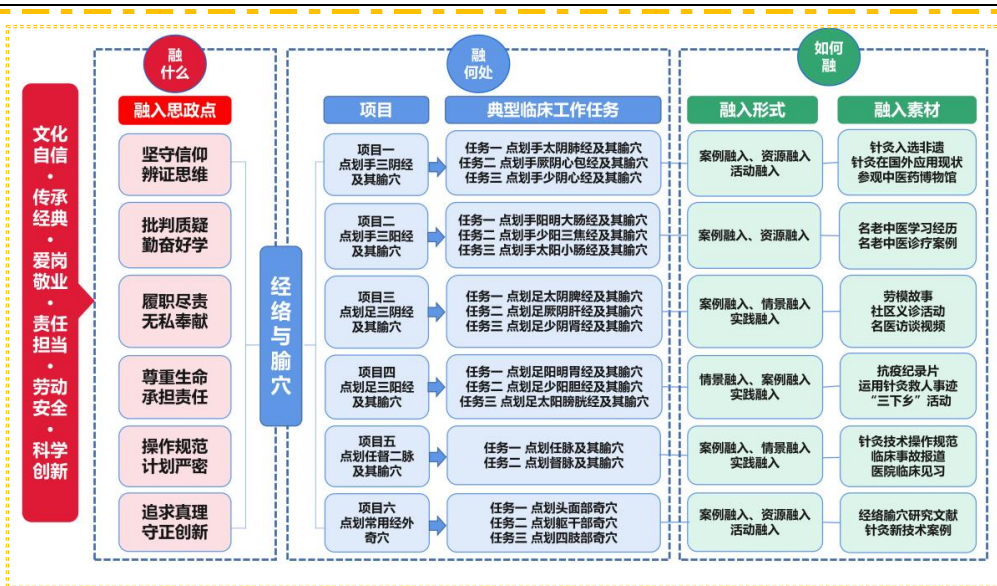 融
什么
融
何处
如何
融
文化
自信
·
传承
经典
·
爱岗
敬业
·
责任
担当
·
劳动
安全
·
科学
创新
融入思政点
坚守信仰
辨证思维
批判质疑
勤奋好学
履职尽责
无私奉献
尊重生命
承担责任
操作规范
计划严密
追求真理
守正创新
经络与腧穴
项目
典型临床工作任务
融入形式
融入素材
项目一
点划手三阴经
及其腧穴
任务一 点划手太阴肺经及其腧穴
任务二 点划手厥阴心包经及其腧穴
任务三 点划手少阴心经及其腧穴
案例融入、资源融入
活动融入
针灸入选非遗
针灸在国外应用现状
参观中医药博物馆
项目二
点划手三阳经
及其腧穴
任务一 点划手阳明大肠经及其腧穴
任务二 点划手少阳三焦经及其腧穴
任务三 点划手太阳小肠经及其腧穴
案例融入、资源融入
名老中医学习经历
名老中医诊疗案例
项目三
点划足三阴经
及其腧穴
任务一 点划足太阴脾经及其腧穴
任务二 点划足厥阴肝经及其腧穴
任务三 点划足少阴肾经及其腧穴
案例融入、情景融入
实践融入
劳模故事
社区义诊活动
名医访谈视频
项目四
点划足三阳经
及其腧穴
任务一 点划足阳明胃经及其腧穴
任务二 点划足少阳胆经及其腧穴
任务三 点划足太阳膀胱经及其腧穴
情景融入、案例融入
实践融入
抗疫纪录片
运用针灸救人事迹
“三下乡”活动
项目五
点划任督二脉
及其腧穴
任务一 点划任脉及其腧穴
任务二 点划督脉及其腧穴
案例融入、情景融入
实践融入
针灸技术操作规范
临床事故报道
医院临床见习
项目六
点划常用经外
奇穴
任务一 点划头面部奇穴
任务二 点划躯干部奇穴
任务三 点划四肢部奇穴
案例融入、资源融入
活动融入
经络腧穴研究文献
针灸新技术案例